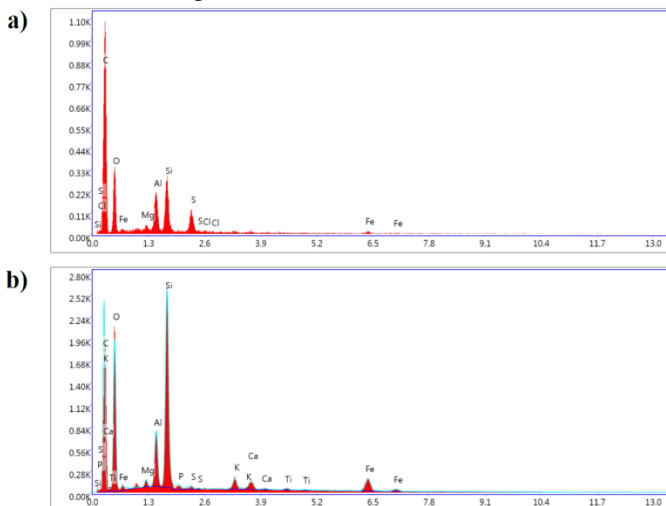 a)
1.10K
0.99K
0.88K
0.77K
0.66K
0.55K
0.44K
0.33K
0.22K
0.11K
0.00K
C
O
S
Cl
Si
Fe
Mg
Al
Si
S
S Cl Cl
Fe
Fe
0.0 1.3 2.6 3.9 5.2 6.5 7.8 9.1 10.4 11.7 13.0
b)
2.80K
2.52K
2.24K
1.96K
1.68K
1.40K
1.12K
0.84K
0.56K
0.28K
0.00K
Si
O
C
K
Ca
S
P
Si
Ti
Fe
Mg
Al
P
S
S
K
K
Ca
Ca
Ti
Ti
Fe
Fe
0.0 1.3 2.6 3.9 5.2 6.5 7.8 9.1 10.4 11.7 13.0